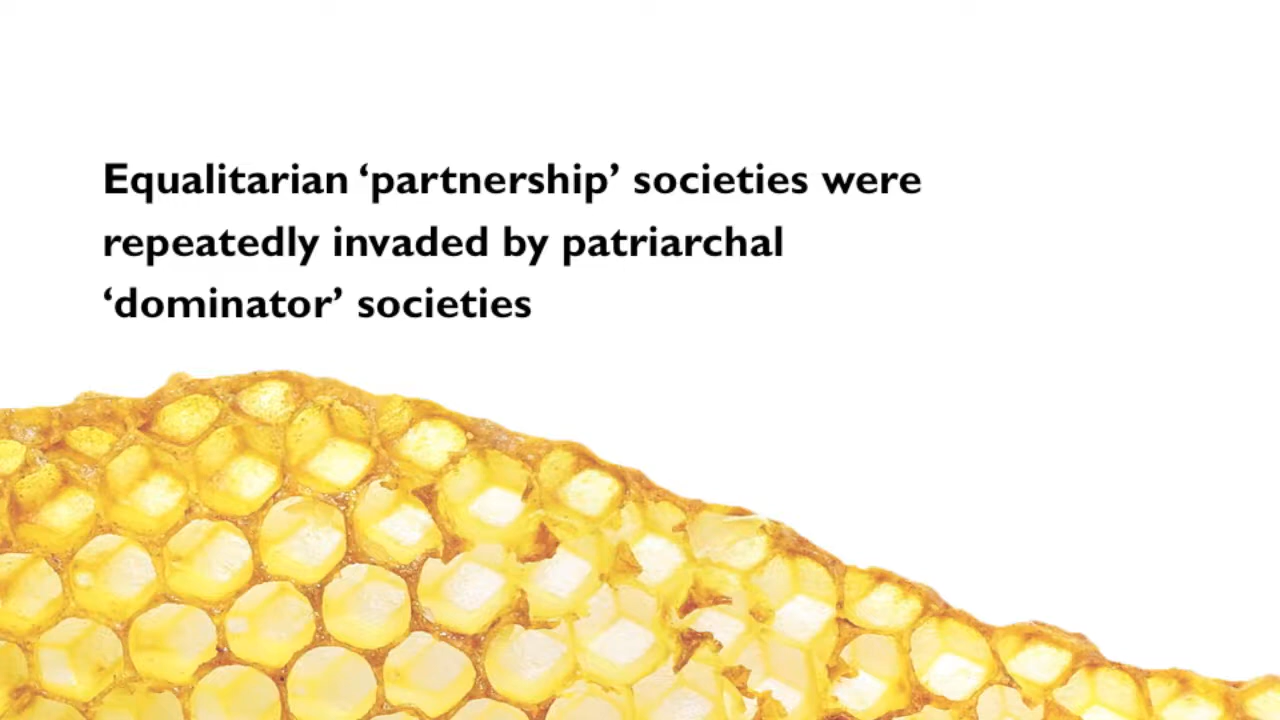 Equalitarian ‘partnership’ societies were
repeatedly invaded by patriarchal
‘dominator’ societies